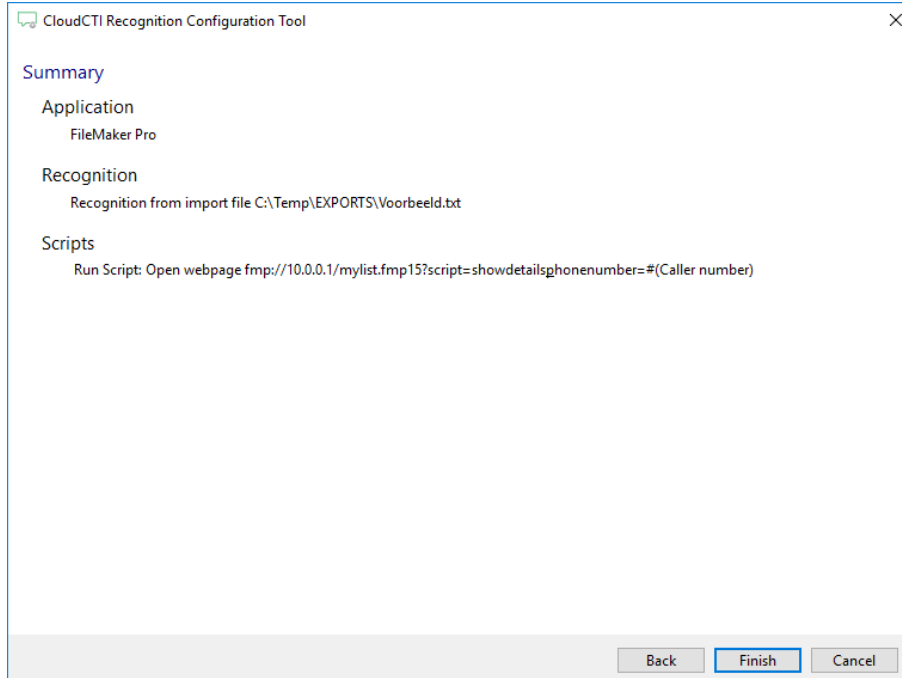 CloudCTI Recognition Configuration Tool
Summary
Application
FileMaker Pro
Recognition
Recognition from import file C:\Temp\EXPORTS\Voorbeeld.txt
Scripts
Run Script: Open webpage fmp://10.0.0.1/mylist.fmp15?script=showdetailsphonenumber=#(Caller number)
Back Finish Cancel